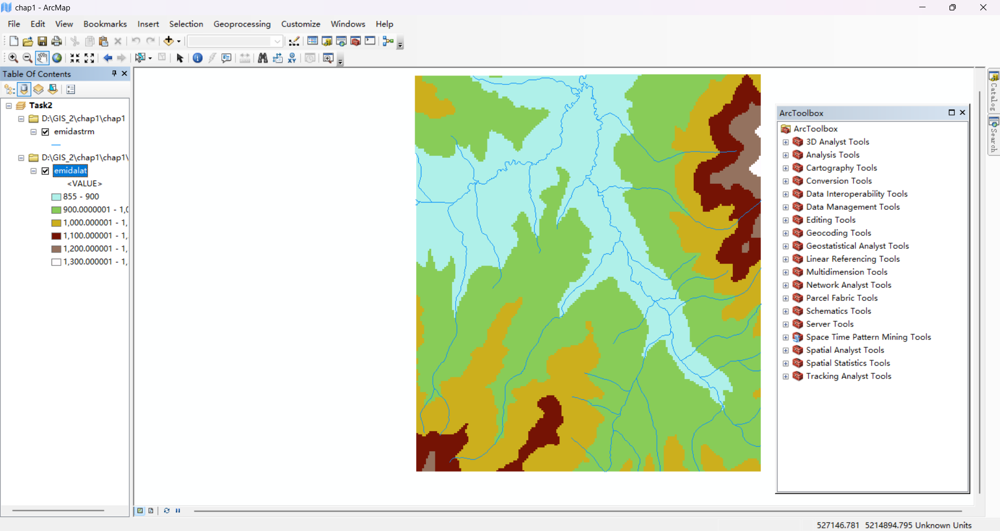 chap1 - ArcMap
File Edit View Bookmarks Insert Selection Geoprocessing Customize Windows Help
Table Of Contents
Task2
D:\GIS_2\chap1\chap1
emidastrm
D:\GIS_2\chap1\chap1\
emidalat
<VALUE>
855 - 900
900.0000001 - 1,0
1,000.000001 - 1,
1,100.000001 - 1,
1,200.000001 - 1,
1,300.000001 - 1,
ArcToolbox
ArcToolbox
3D Analyst Tools
Analysis Tools
Cartography Tools
Conversion Tools
Data Interoperability Tools
Data Management Tools
Editing Tools
Geocoding Tools
Geostatistical Analyst Tools
Linear Referencing Tools
Multidimension Tools
Network Analyst Tools
Parcel Fabric Tools
Schematics Tools
Server Tools
Space Time Pattern Mining Tools
Spatial Analyst Tools
Spatial Statistics Tools
Tracking Analyst Tools
Catalog
Search
527146.781 5214894.795 Unknown Units